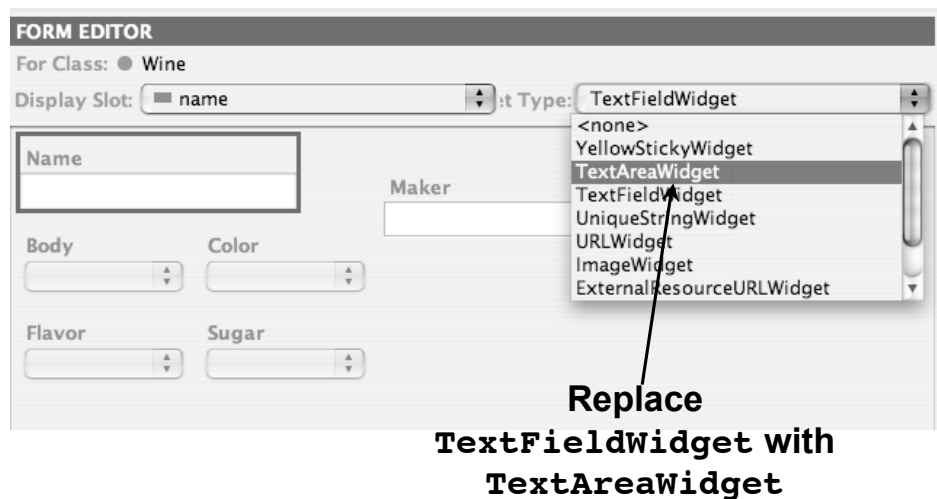 FORM EDITOR
For Class: Wine
Display Slot: name
et Type: TextFieldWidget
<none>
YellowStickyWidget
TextAreaWidget
TextFieldWidget
UniqueStringWidget
URLWidget
ImageWidget
ExternalResourceURLWidget
Name
Maker
Body Color
Flavor Sugar
Replace
TextFieldWidget with
TextAreaWidget